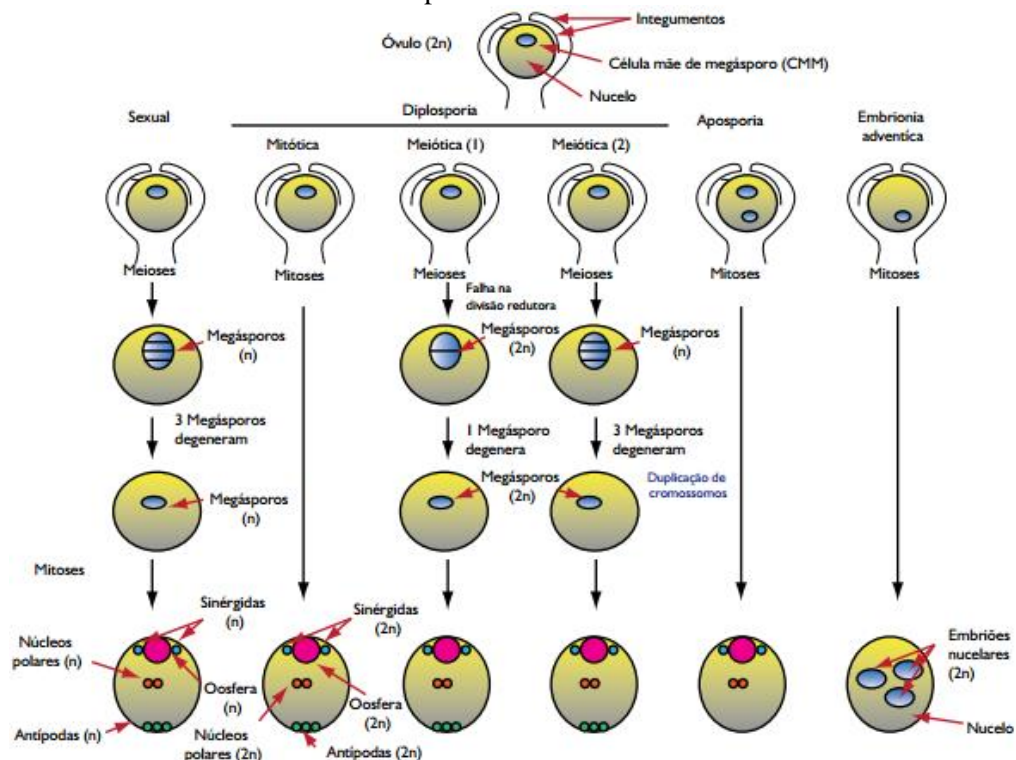 Integumentos
Óvulo (2n)
Célula mãe de megásporo (CMM)
Nucelo
Diplosporia
Sexual
Aposporia
Embrionia
adventíca
Mitótica
Meiótica (1)
Meiótica (2)
Meioses
Mitoses
Meioses
Meioses
Mitoses
Mitoses
Falha na
divisão redutora
Megásporos
(n)
Megásporos
(2n)
Megásporos
(n)
3 Megásporos
degeneram
1 Megásporo
degenera
3 Megásporos
degeneram
Megásporos
(n)
Megásporos
(2n)
Duplicação de
cromossomos
Mitoses
Sinérgidas
(n)
Sinérgidas
(2n)
Núcleos
polares (n)
Oosfera
(n)
Oosfera
(2n)
Embriões
nucelares
(2n)
Antípodas (n)
Núcleos
polares (2n)
Antípodas (2n)
Nucelo